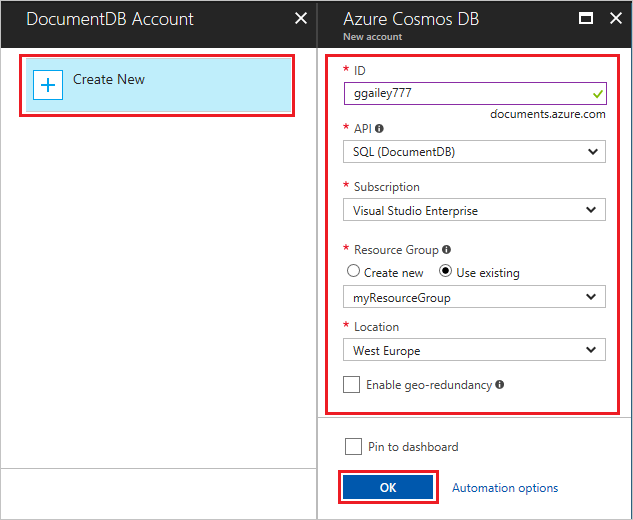 DocumentDB Account
Create New
Azure Cosmos DB
New account
* ID
ggailey777
documents.azure.com
* API
SQL (DocumentDB)
* Subscription
Visual Studio Enterprise
* Resource Group
Create new Use existing
myResourceGroup
* Location
West Europe
Enable geo-redundancy
Pin to dashboard
OK Automation options